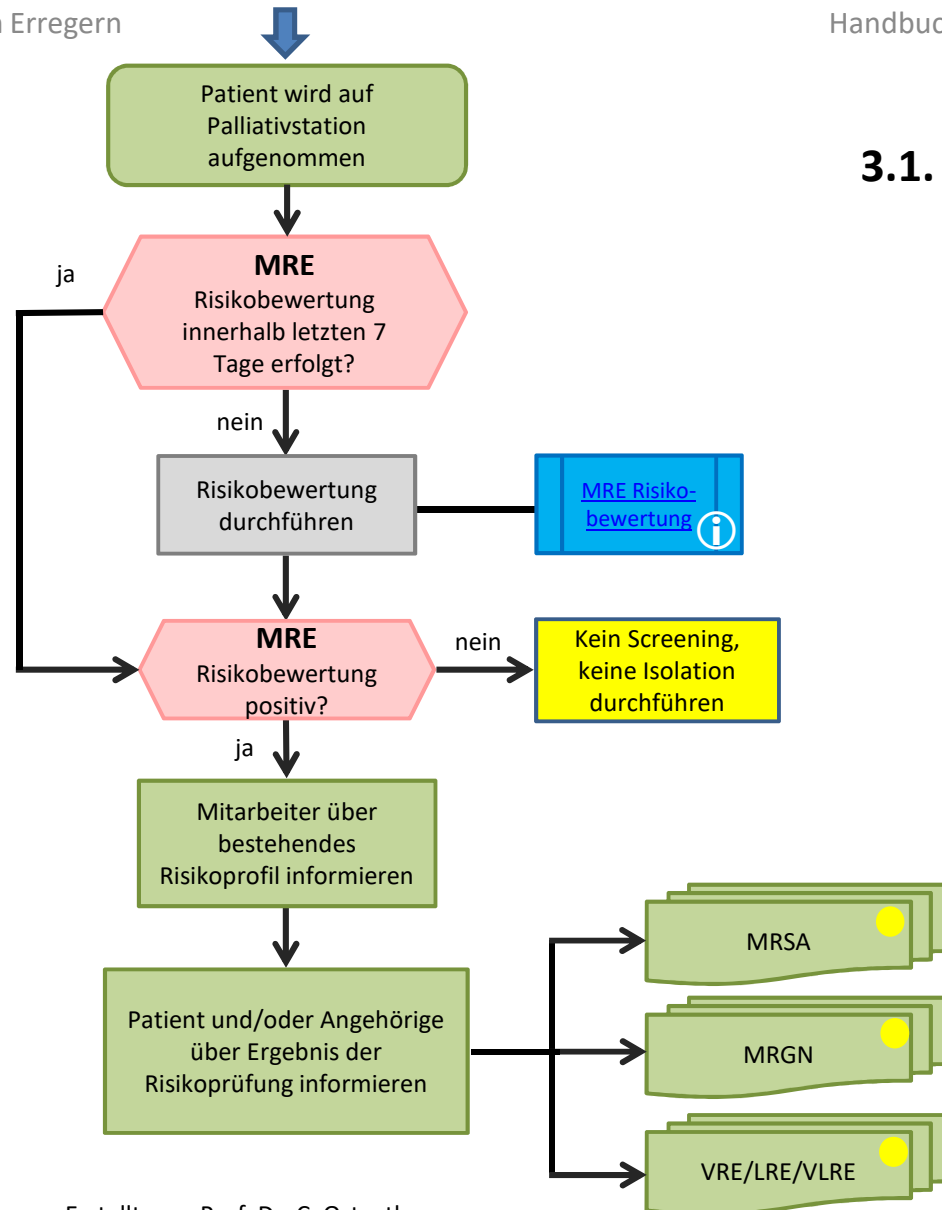 Erregern
Handbuc
Patient wird auf
Palliativstation
aufgenommen
3.1.
MRE
Risikobewertung
innerhalb letzten 7
Tage erfolgt?
ja
nein
Risikobewertung
durchführen
MRE Risiko-
bewertung
i
MRE
Risikobewertung
positiv?
nein
Kein Screening,
keine Isolation
durchführen
ja
Mitarbeiter über
bestehendes
Risikoprofil informieren
Patient und/oder Angehörige
über Ergebnis der
Risikoprüfung informieren
MRSA
MRGN
VRE/LRE/VLRE